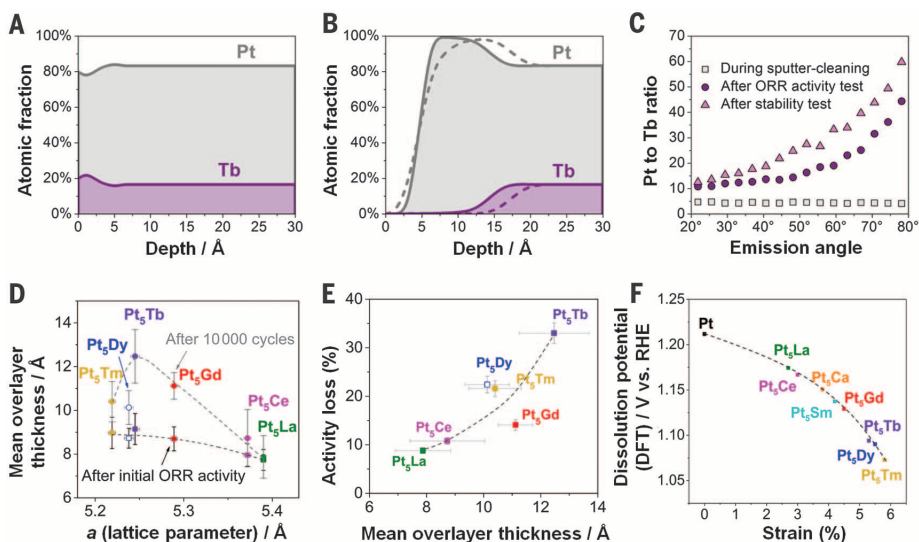 A
100%
80%
60%
40%
20%
0%
Atomic fraction
Pt
Tb
0 5 10 15 20 25 30
Depth / Å
B
100%
80%
60%
40%
20%
0%
Atomic fraction
Pt
Tb
0 5 10 15 20 25 30
Depth / Å
C
70
60
50
40
30
20
10
0
Pt to Tb ratio
During sputter-cleaning
After ORR activity test
After stability test
20° 30° 40° 50° 60° 70° 80°
Emission angle
D
14
12
10
8
6
Mean overlayer
thickness / Å
Pt5Tb
Pt5Dy
After 10000 cycles
Pt5Tm
Pt5Gd
Pt5Ce
Pt5La
After initial ORR activity
5.2 5.3 5.4
a (lattice parameter) / Å
E
40
30
20
10
0
Activity loss (%)
Pt5Tb
Pt5Dy
Pt5Tm
Pt5Gd
Pt5Ce
Pt5La
6 8 10 12 14
Mean overlayer thickness / Å
F
1.25
1.20
1.15
1.10
1.05
Dissolution potential
(DFT) / V vs. RHE
Pt
Pt5La
Pt5Ce
Pt5Ca
Pt5Sm
Pt5Gd
Pt5Tb
Pt5Dy
Pt5Tm
0 1 2 3 4 5 6
Strain (%)